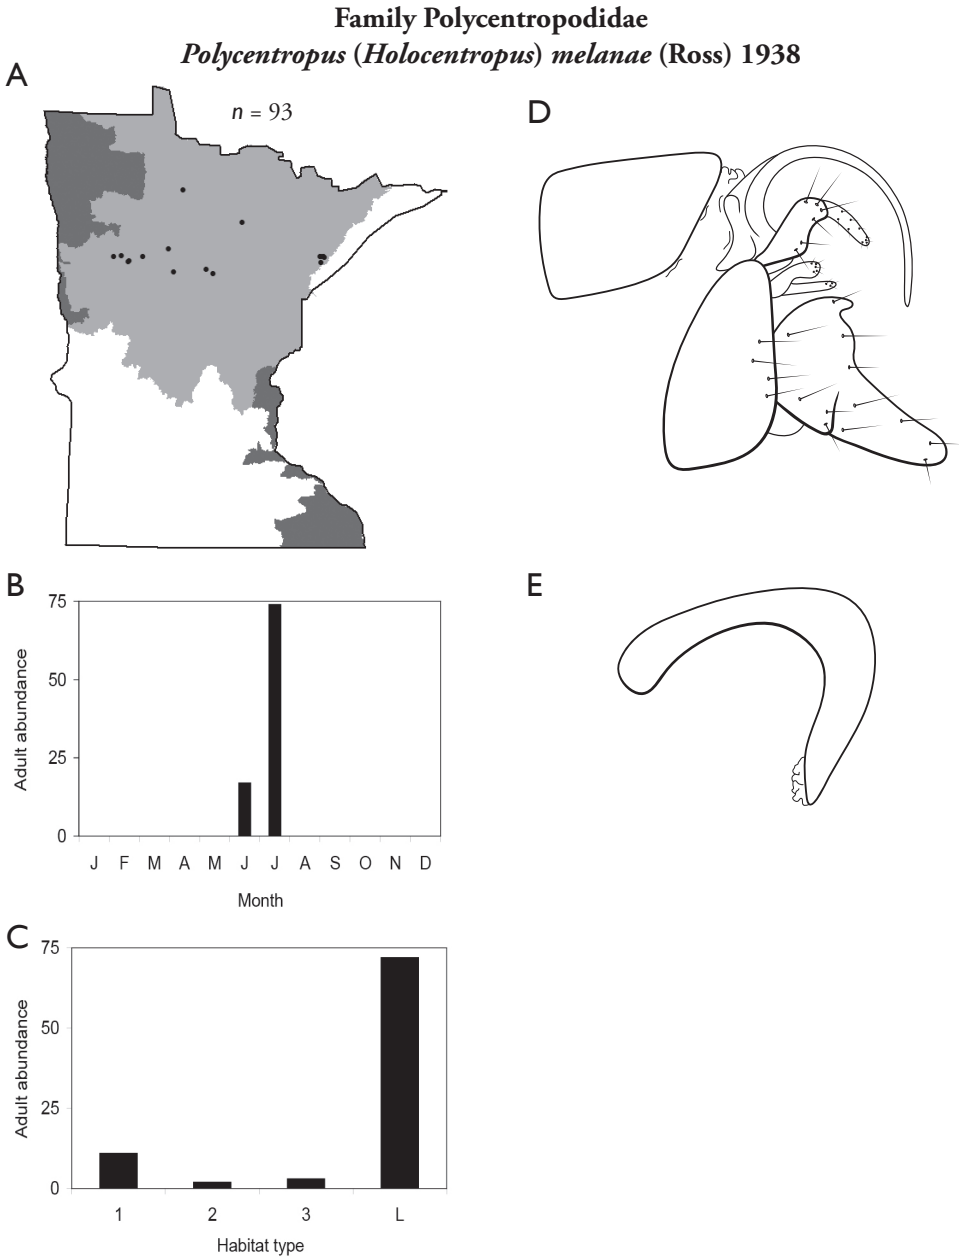 Family Polycentropodidae
Polycentropus (Holocentropus) melanae (Ross) 1938
A
n = 93
D
B
75
50
25
0
Adult abundance
J F M A M J J A S O N D
Month
E
C
75
50
25
0
Adult abundance
1 2 3 L
Habitat type